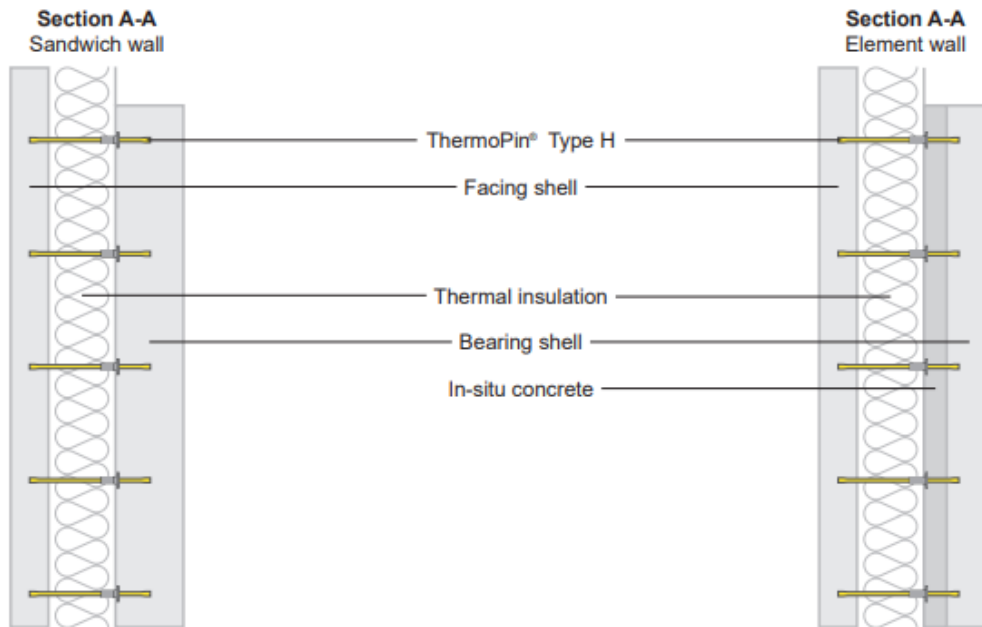 Section A-A
Sandwich wall
Section A-A
Element wall
ThermoPin® Type H
Facing shell
Thermal insulation
Bearing shell
In-situ concrete